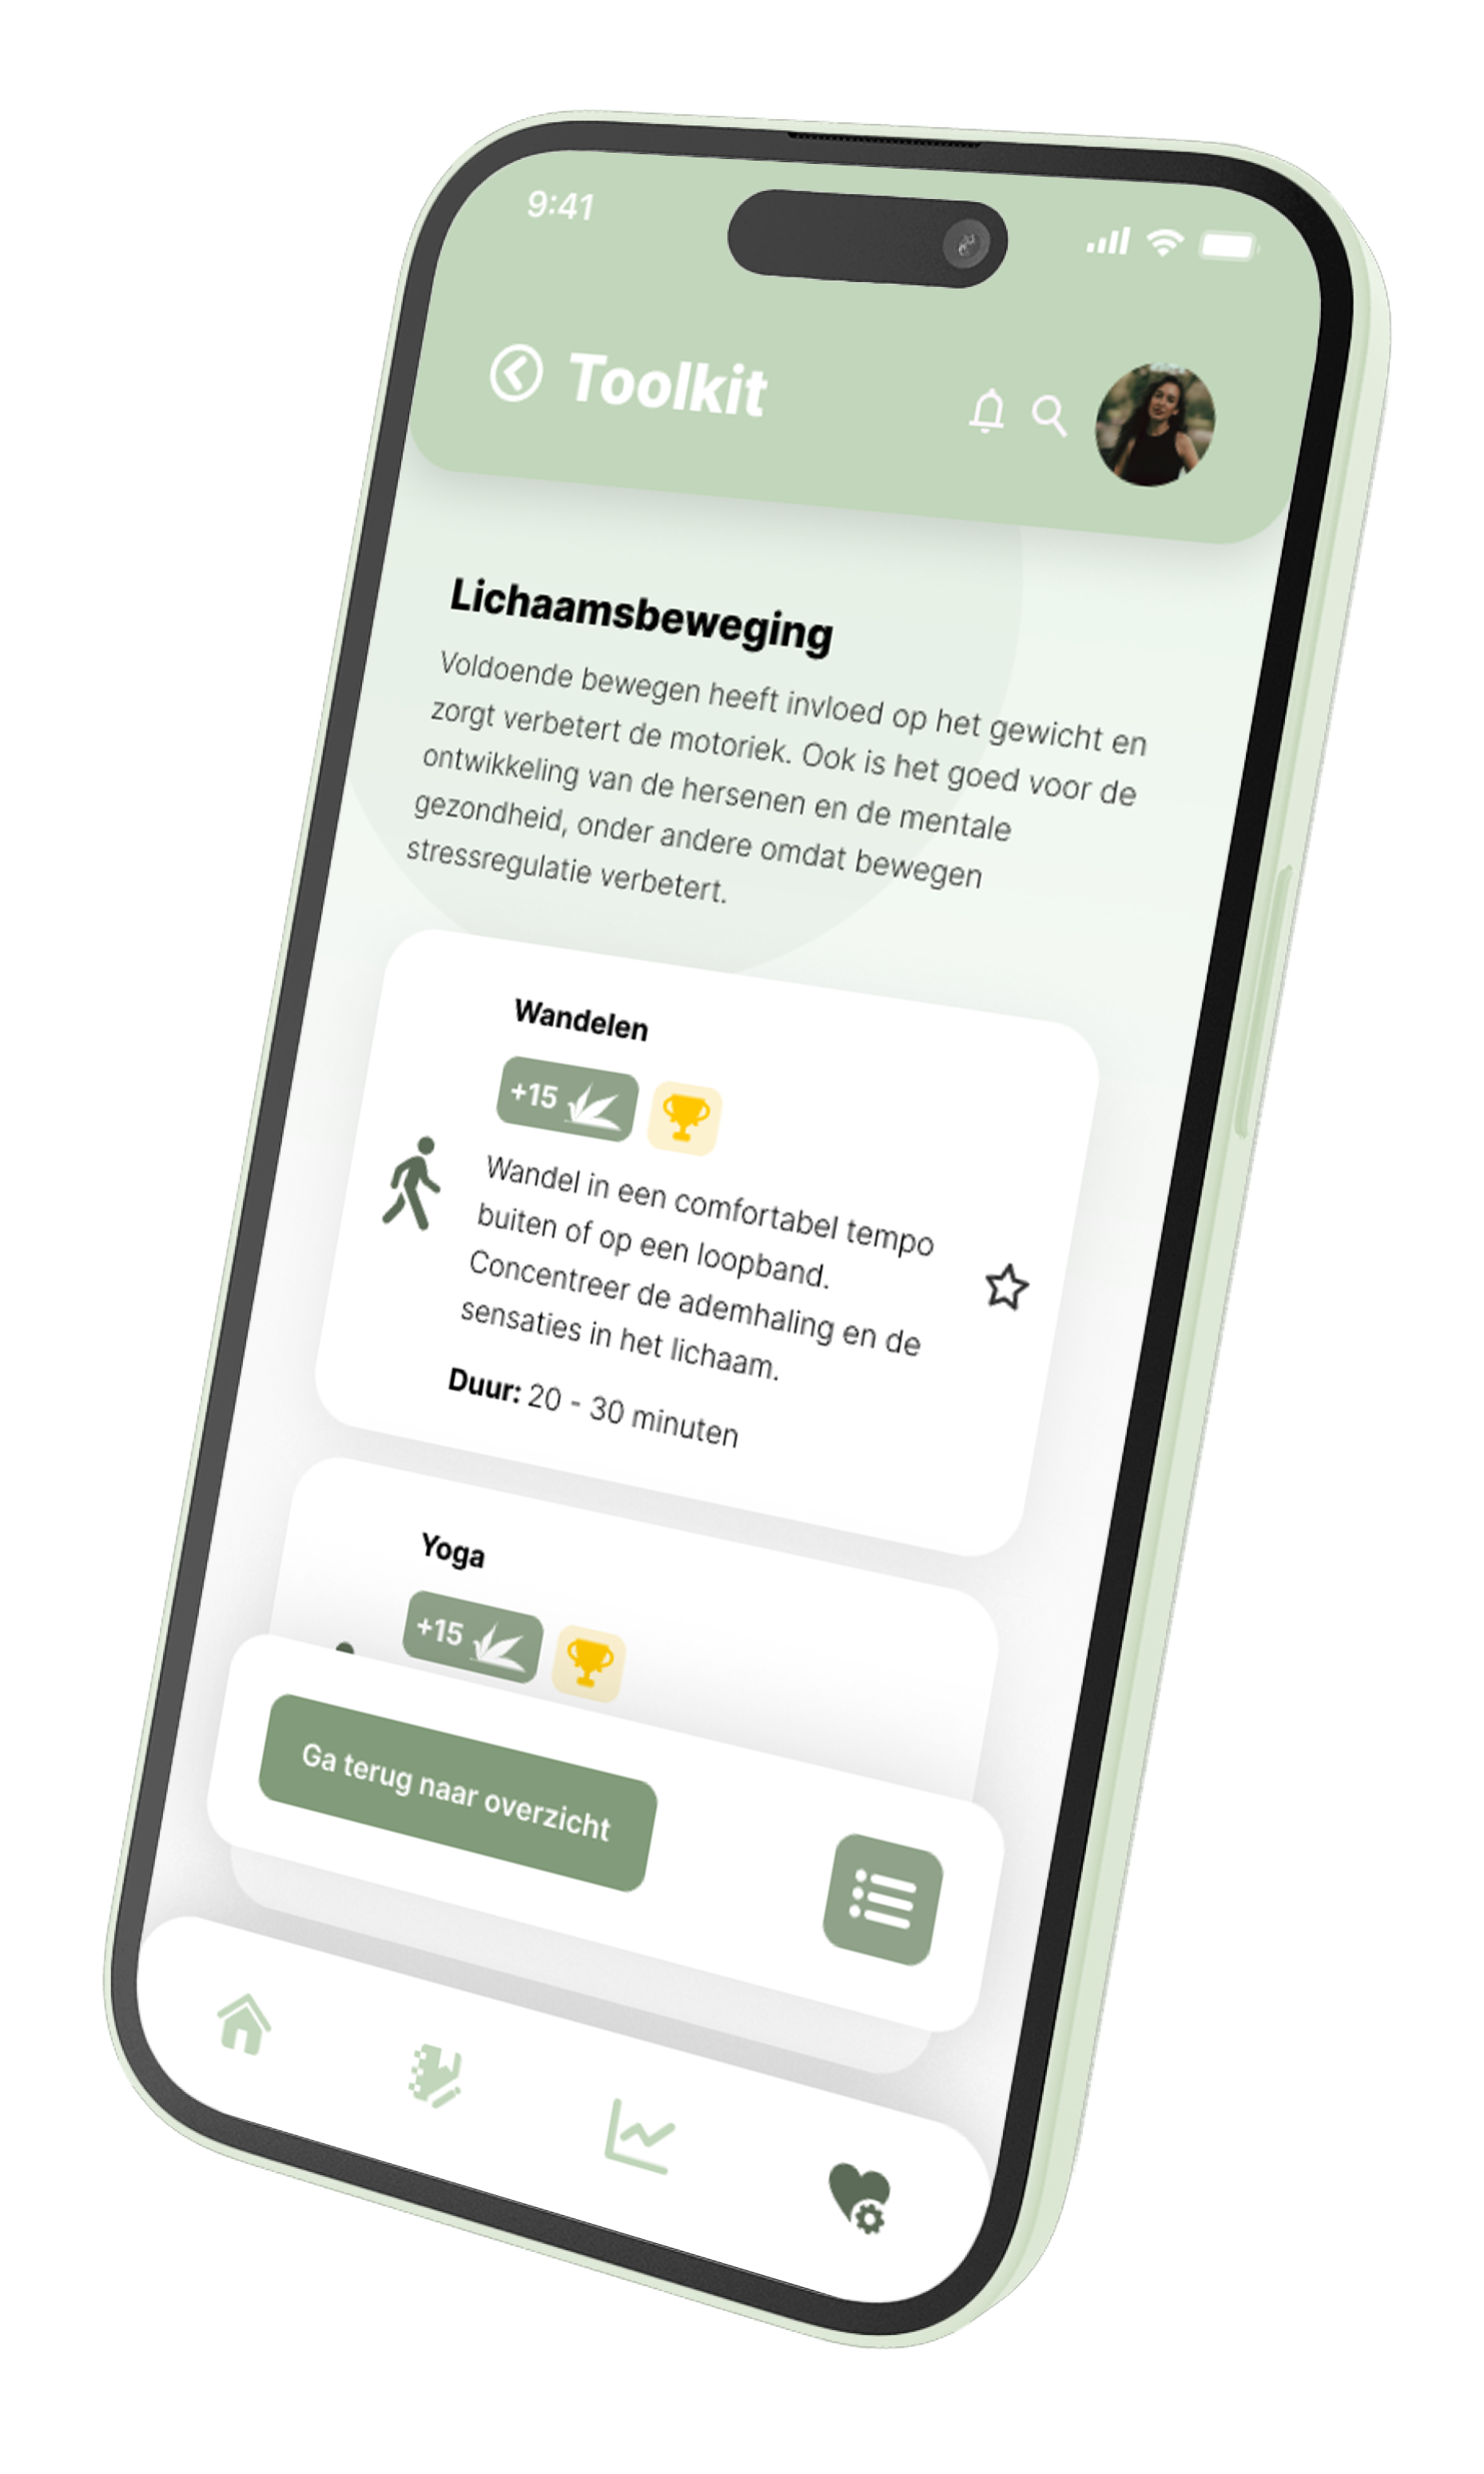 9:41
Toolkit
Lichaamsbeweging
Voldoende bewegen heeft invloed op het gewicht en
zorgt verbetert de motoriek. Ook is het goed voor de
ontwikkeling van de hersenen en de mentale
gezondheid, onder andere omdat bewegen
stressregulatie verbetert.
Wandelen
+15
Wandel in een comfortabel tempo
buiten of op een loopband.
Concentreer de ademhaling en de
sensaties in het lichaam.
Duur: 20 - 30 minuten
Yoga
+15
Ga terug naar overzicht